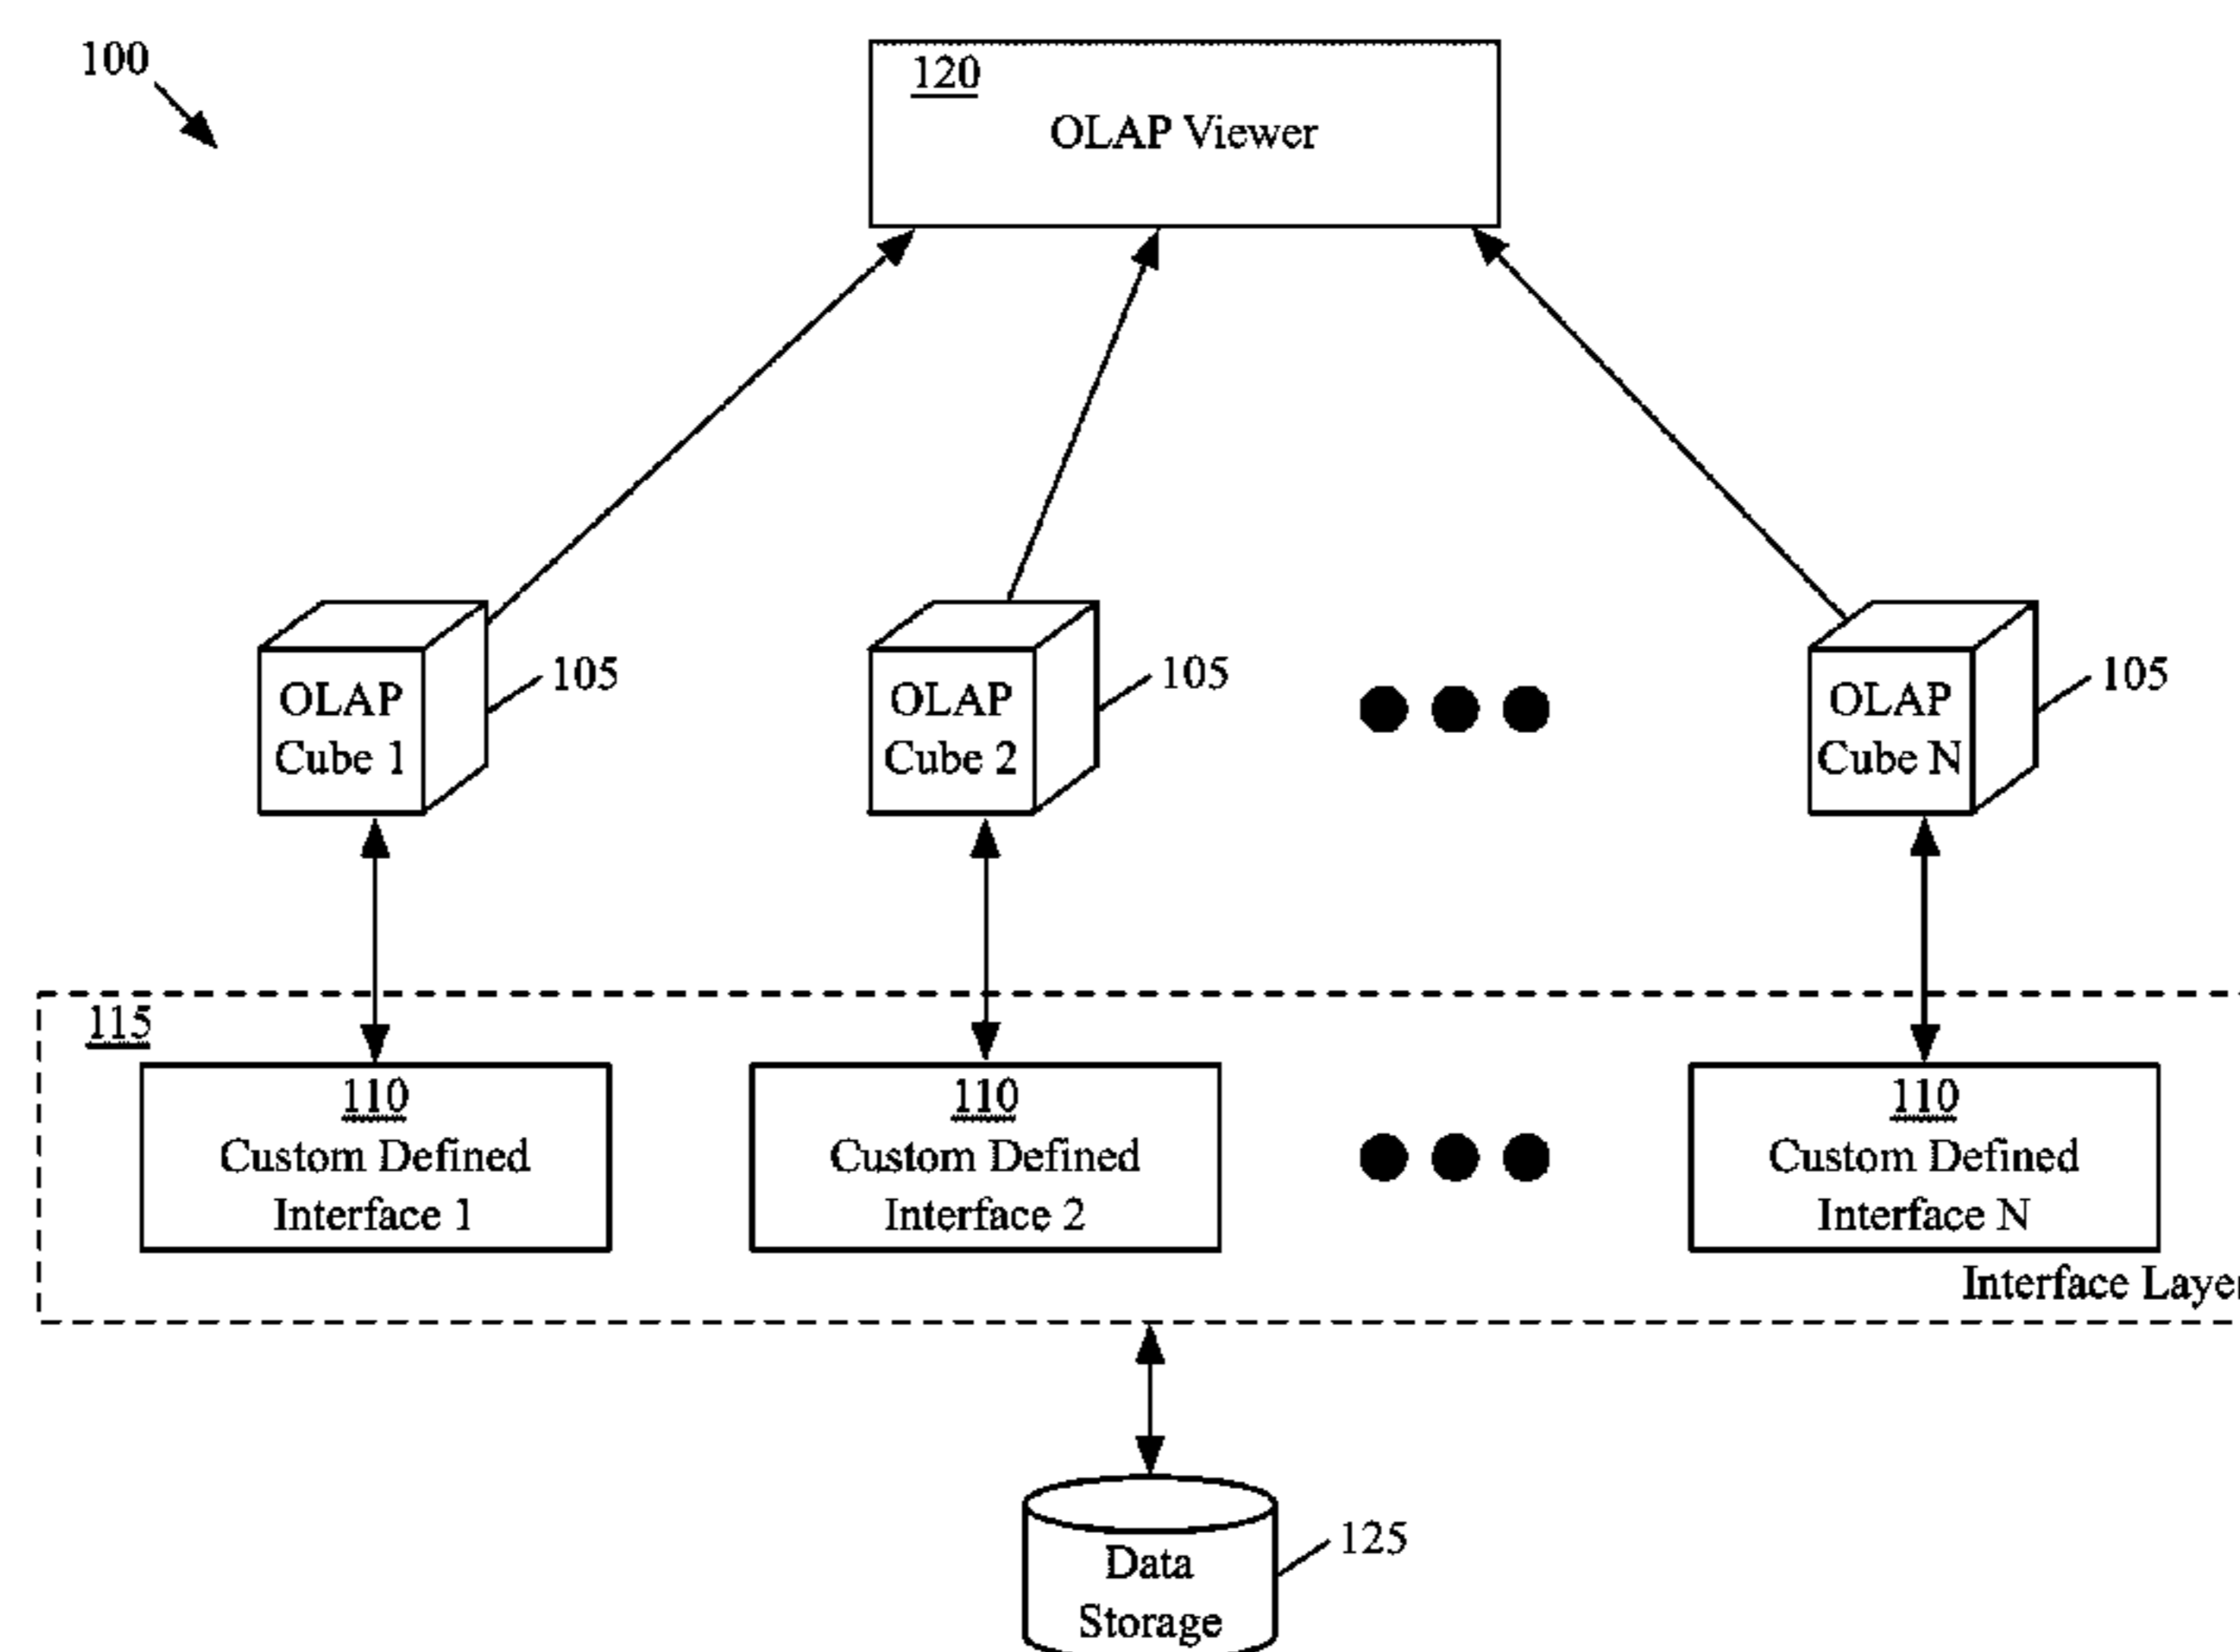 100
120
OLAP Viewer
OLAP
Cube 1
105
OLAP
Cube 2
105
OLAP
Cube N
105
115
110
Custom Defined
Interface 1
110
Custom Defined
Interface 2
110
Custom Defined
Interface N
Interface Layer
125
Data
Storage